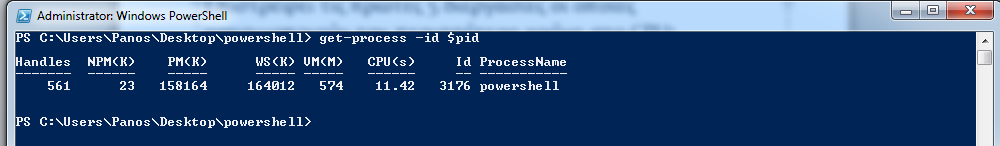 Administrator: Windows PowerShell
PS C:\Users\Panos\Desktop\powershell> get-process -id $pid
Handles  NPM(K)    PM(K)      WS(K) VM(M)   CPU(s)     Id ProcessName
-------  ------    -----      ----- -----   ------     -- -----------
    561      23   158164     164012   574    11.42   3176 powershell
PS C:\Users\Panos\Desktop\powershell>